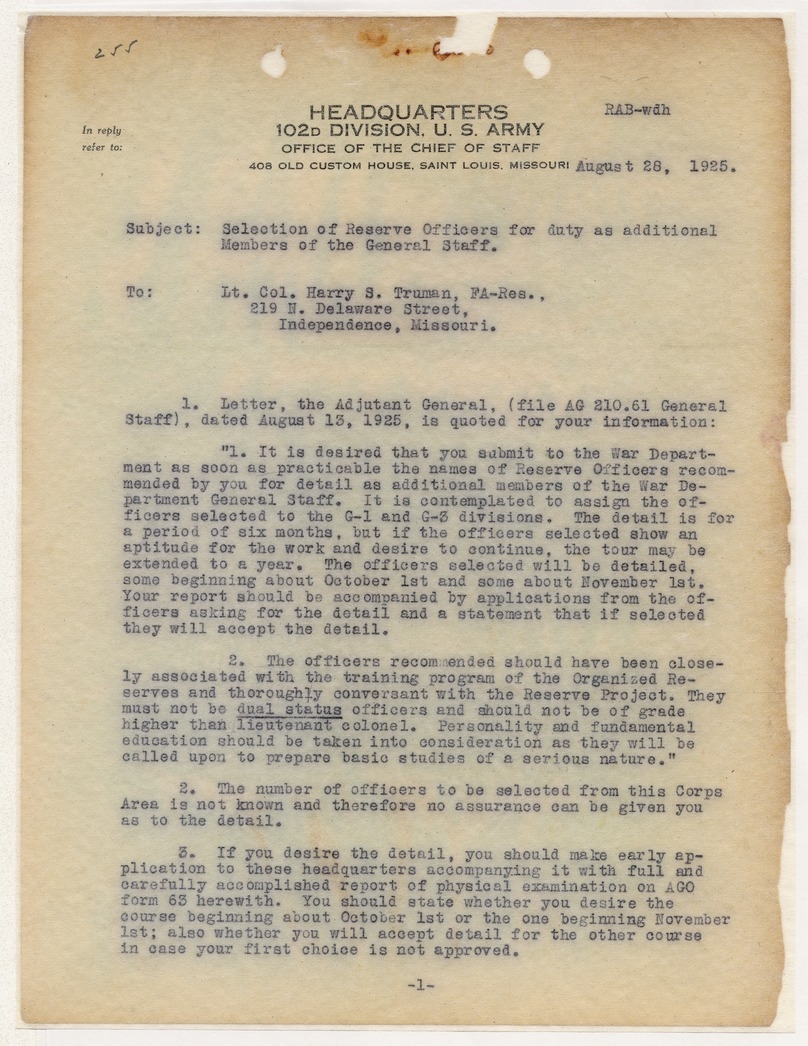 255
HEADQUARTERS
102D DIVISION, U. S. ARMY
OFFICE OF THE CHIEF OF STAFF
408 OLD CUSTOM HOUSE, SAINT LOUIS, MISSOURI
RAB-wdh
In reply
refer to:
August 28, 1925.
Subject: Selection of Reserve Officers for duty as additional
Members of the General Staff.
To: Lt. Col. Harry S. Truman, FA-Res.,
219 N. Delaware Street,
Independence, Missouri.
1. Letter, the Adjutant General, (file AG 210.61 General
Staff), dated August 13, 1925, is quoted for your information:
"1. It is desired that you submit to the War Depart-
ment as soon as practicable the names of Reserve Officers recom-
mended by you for detail as additional members of the War De-
partment General Staff. It is contemplated to assign the of-
ficers selected to the G-1 and G-3 divisions. The detail is for
a period of six months, but if the officers selected show an
aptitude for the work and desire to continue, the tour may be
extended to a year. The officers selected will be detailed,
some beginning about October 1st and some about November 1st.
Your report should be accompanied by applications from the of-
ficers asking for the detail and a statement that if selected
they will accept the detail.
2. The officers recommended should have been close-
ly associated with the training program of the Organized Re-
serves and thoroughly conversant with the Reserve Project. They
must not be dual status officers and should not be of grade
higher than lieutenant colonel. Personality and fundamental
education should be taken into consideration as they will be
called upon to prepare basic studies of a serious nature."
2. The number of officers to be selected from this Corps
Area is not known and therefore no assurance can be given you
as to the detail.
3. If you desire the detail, you should make early ap-
plication to these headquarters accompanying it with full and
carefully accomplished report of physical examination on AGO
form 63 herewith. You should state whether you desire the
course beginning about October 1st or the one beginning November
1st; also whether you will accept detail for the other course
in case your first choice is not approved.
-1-